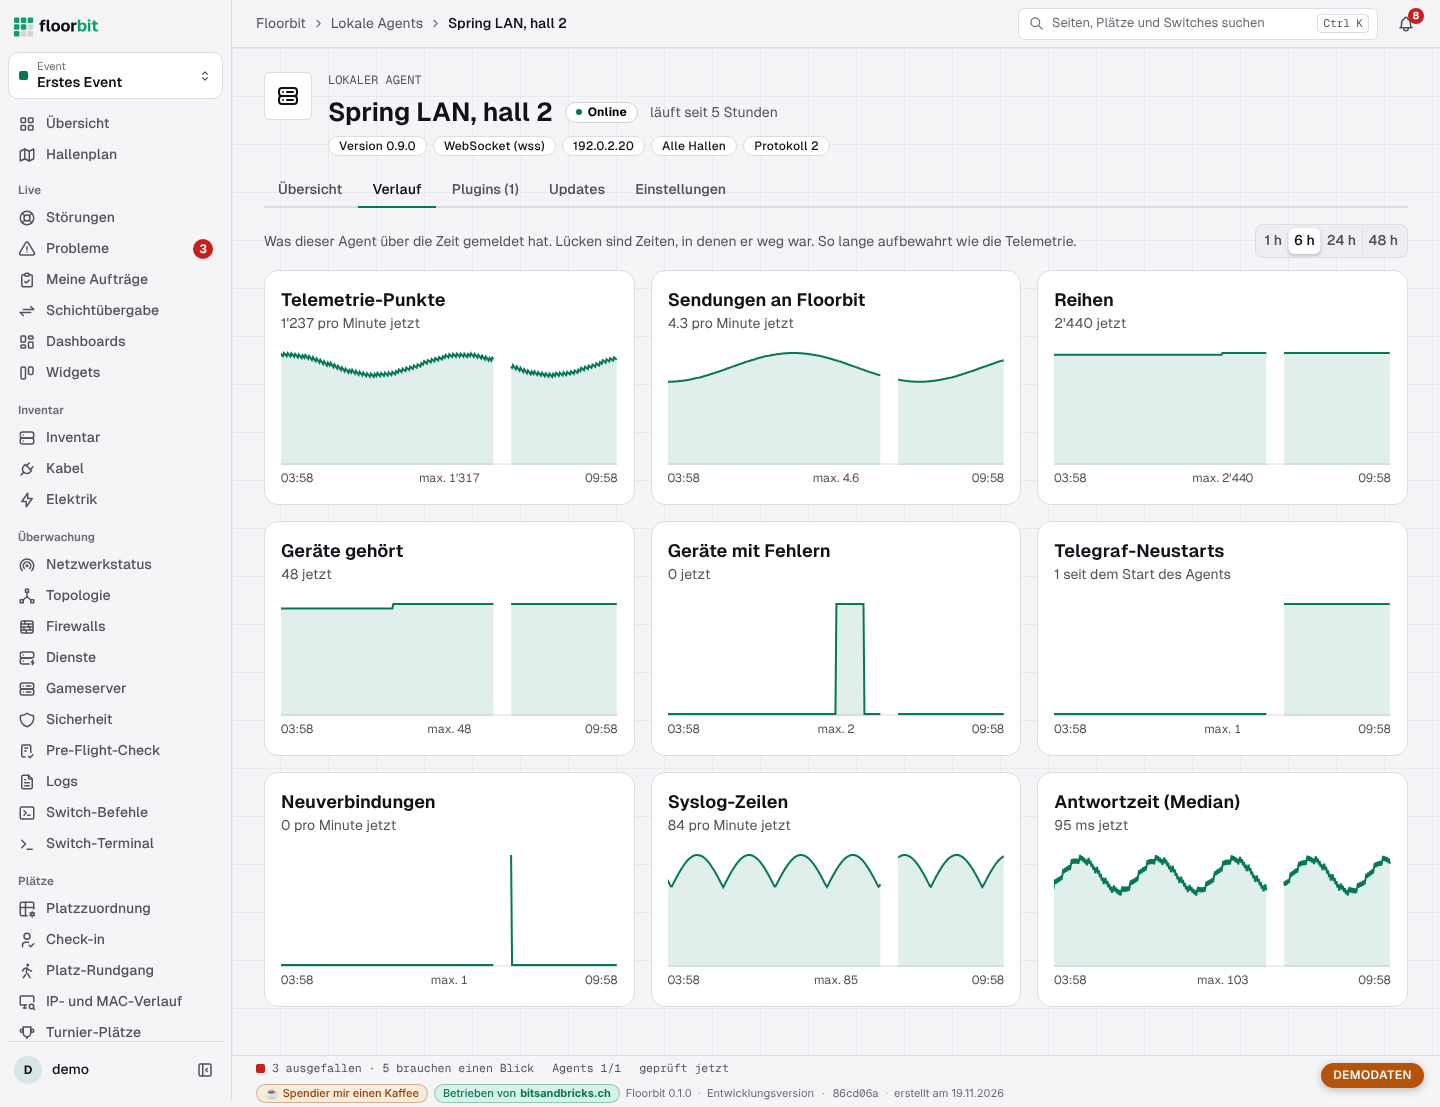 floorbit
Event
Erstes Event
Übersicht
Hallenplan
Live
Störungen
Probleme 3
Meine Aufträge
Schichtübergabe
Dashboards
Widgets
Inventar
Inventar
Kabel
Elektrik
Überwachung
Netzwerkstatus
Topologie
Firewalls
Dienste
Gameserver
Sicherheit
Pre-Flight-Check
Logs
Switch-Befehle
Switch-Terminal
Plätze
Platzzuordnung
Check-in
Platz-Rundgang
IP- und MAC-Verlauf
Turnier-Plätze
D demo
Floorbit > Lokale Agents > Spring LAN, hall 2
Seiten, Plätze und Switches suchen Ctrl K
8
LOKALER AGENT
Spring LAN, hall 2 Online läuft seit 5 Stunden
Version 0.9.0 WebSocket (wss) 192.0.2.20 Alle Hallen Protokoll 2
Übersicht Verlauf Plugins (1) Updates Einstellungen
Was dieser Agent über die Zeit gemeldet hat. Lücken sind Zeiten, in denen er weg war. So lange aufbewahrt wie die Telemetrie.
1 h 6 h 24 h 48 h
Telemetrie-Punkte
1'237 pro Minute jetzt
03:58 max. 1'317 09:58
Sendungen an Floorbit
4.3 pro Minute jetzt
03:58 max. 4.6 09:58
Reihen
2'440 jetzt
03:58 max. 2'440 09:58
Geräte gehört
48 jetzt
03:58 max. 48 09:58
Geräte mit Fehlern
0 jetzt
03:58 max. 2 09:58
Telegraf-Neustarts
1 seit dem Start des Agents
03:58 max. 1 09:58
Neuverbindungen
0 pro Minute jetzt
03:58 max. 1 09:58
Syslog-Zeilen
84 pro Minute jetzt
03:58 max. 85 09:58
Antwortzeit (Median)
95 ms jetzt
03:58 max. 103 09:58
3 ausgefallen · 5 brauchen einen Blick Agents 1/1 geprüft jetzt
☕ Spendier mir einen Kaffee Betrieben von bitsandbricks.ch Floorbit 0.1.0 · Entwicklungsversion · 86cd06a · erstellt am 19.11.2026
DEMODATEN